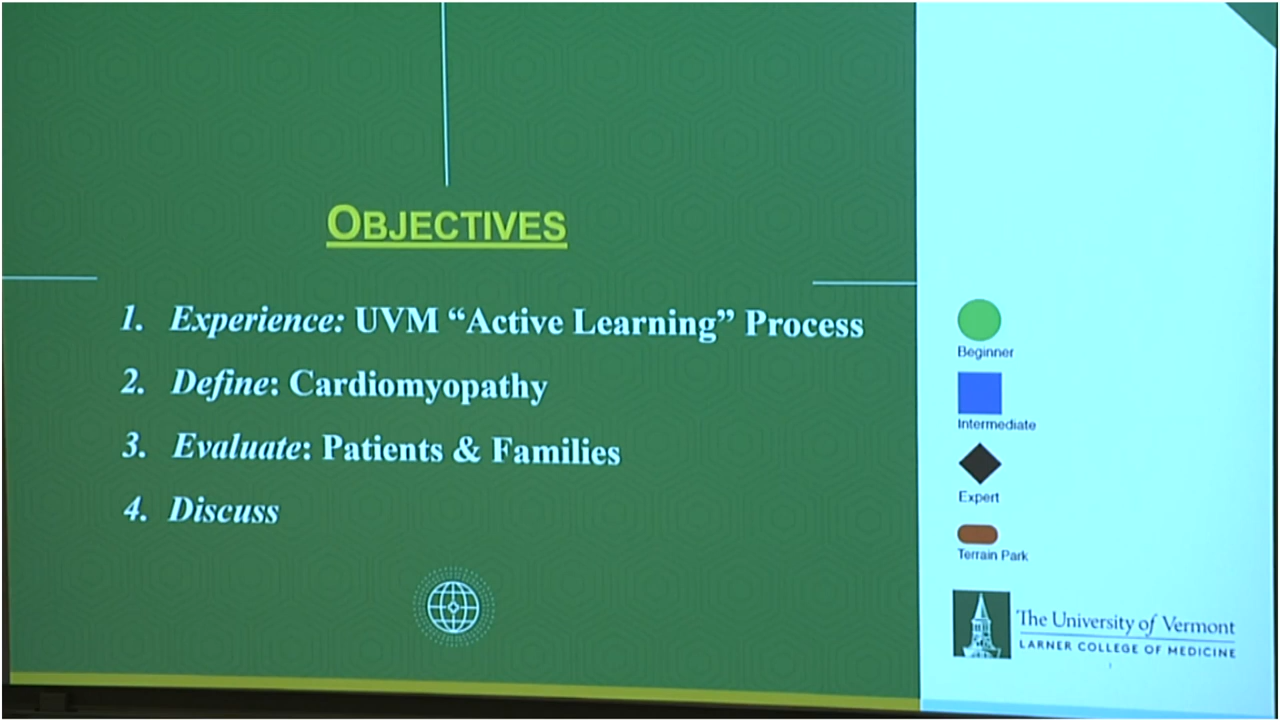 OBJECTIVES
1. Experience: UVM “Active Learning” Process
2. Define: Cardiomyopathy
3. Evaluate: Patients & Families
4. Discuss
Beginner
Intermediate
Expert
Terrain Park
The University of Vermont
LARNER COLLEGE OF MEDICINE